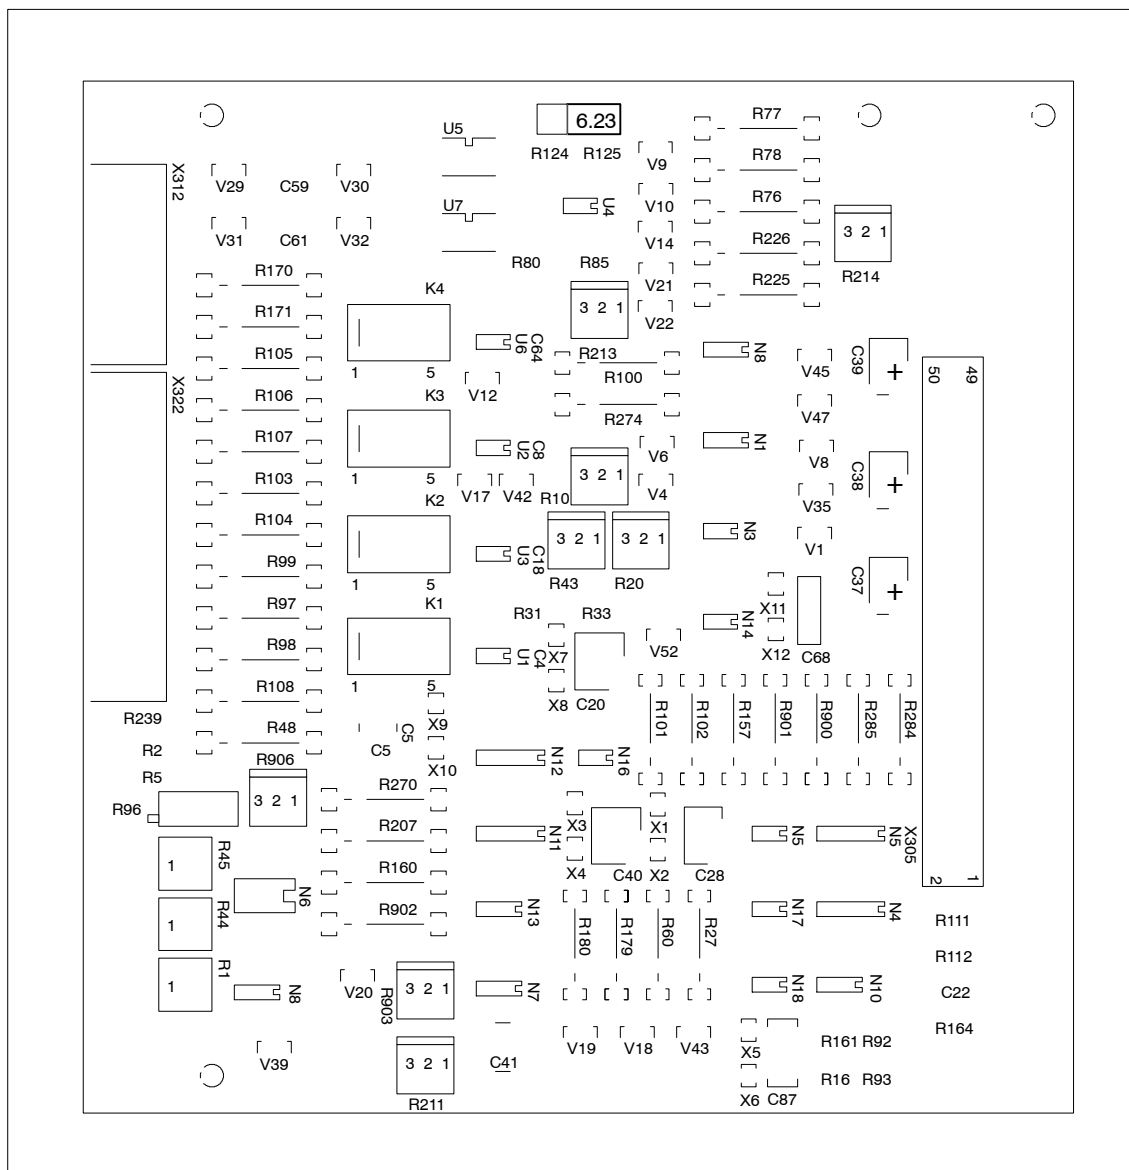 6.23
U5
R77
R124 R125
V9
R78
X312
V29 C59 V30
V10
R76
U7
U4
V31 C61 V32
V14
R226
3 2 1
R80 R85
R170
V21
R225
R214
K4
V22
R171
3 2 1
C64
U6
R213
N8
C39
R105
1 5
R100
V45
+
50 49
X322
V12
K3
R106
R274
V47
R107
C8
U2
V6
N1
V8
C38
1 5
3 2 1
+
R103
V17 V42 R10 V4
V35
K2
R104
C18
U3
3 2 1
3 2 1
N3
V1
R99
1 5
R43 R20
C37
+
R97
K1
R31 R33
X11
N14
R98
C4
U1
X7
V52
X12 C68
1 5
R108
X8 C20
R239
R48
C5
X9
R101
R102
R157
R901
R900
R285
R284
R2
C5
R906
X10
N12
N16
R5
R270
R96
3 2 1
X3 X1
R207
N11
N5
N5
X305
R45
1
R160
X4 C40 X2 C28
2 1
N6
R902
N13
N17
N4
R44
1
R180
R179
R60
R27
R111
R112
R1
1
N8
V20
R903
3 2 1
N7
N18
N10
C22
R164
V39
V19 V18 V43
X5
R161 R92
3 2 1
C41
R16 R93
R211
X6 C87